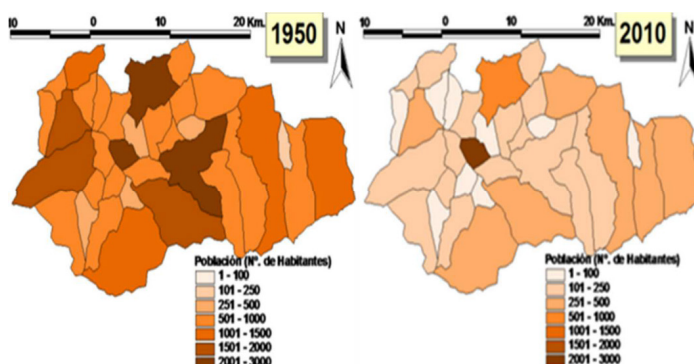 10 0 10 20 Km.
1950
N
Población (Nº. de Habitantes)
1 - 100
101 - 250
251 - 500
501 - 1000
1001 - 1500
1501 - 2000
2001 - 3000
10 0 10 20 Km.
2010
N
Población (Nº. de Habitantes)
1 - 100
101 - 250
251 - 500
501 - 1000
1001 - 1500
1501 - 2000
2001 - 3000